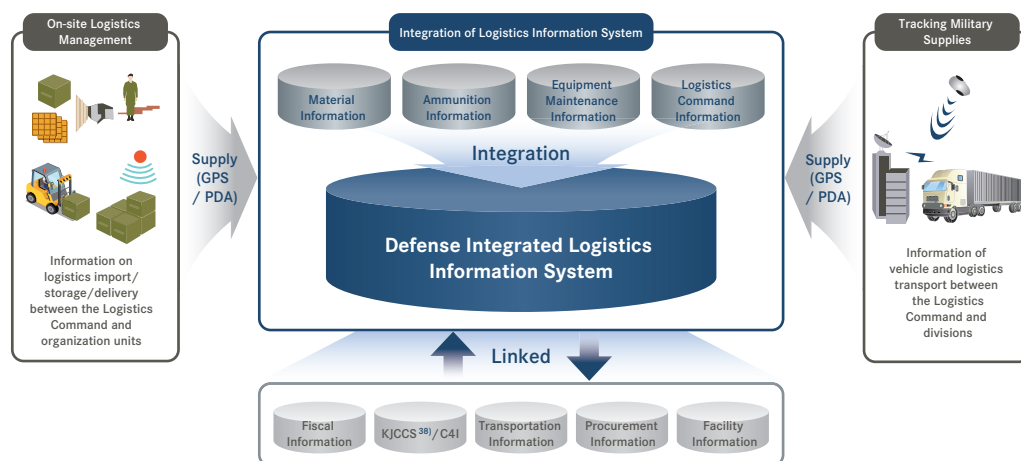 On-site Logistics
Management
Information on
logistics import/
storage/delivery
between the Logistics
Command and
organization units
Supply
(GPS
/ PDA)
Integration of Logistics Information System
Material
Information
Ammunition
Information
Equipment
Maintenance
Information
Logistics
Command
Information
Integration
Defense Integrated Logistics
Information System
Linked
Fiscal
Information
KJCCS 38)/C4I
Transportation
Information
Procurement
Information
Facility
Information
Supply
(GPS
/ PDA)
Tracking Military
Supplies
Information of
vehicle and logistics
transport between
the Logistics
Command and
divisions